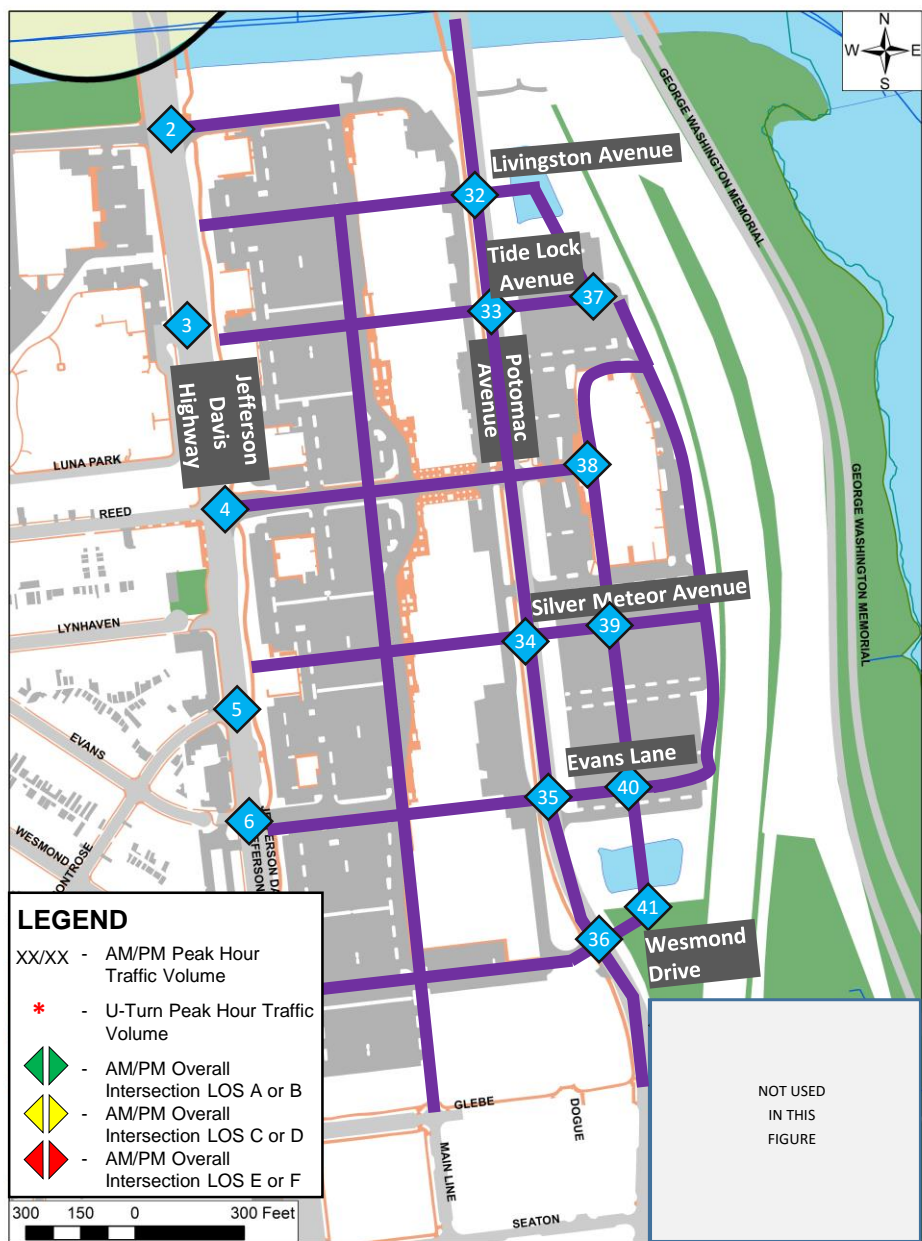 N
W
E
S
2
GEORGE WASHINGTON MEMORIAL
Livingston Avenue
32
Tide Lock
Avenue
37
33
3
Potomac
Avenue
Jefferson
Davis
Highway
LUNA PARK
38
GEORGE WASHINGTON MEMORIAL
4
REED
Silver Meteor Avenue
39
LYNHAVEN
34
5
EVANS
Evans Lane
40
35
6
WESMOND
41
36
Wesmond
Drive
LEGEND
XX/XX - AM/PM Peak Hour
Traffic Volume
* - U-Turn Peak Hour Traffic
Volume
- AM/PM Overall
Intersection LOS A or B
- AM/PM Overall
Intersection LOS C or D
- AM/PM Overall
Intersection LOS E or F
NOT USED
IN THIS
FIGURE
GLEBE
DOGUE
MAIN LINE
SEATON
300 150 0 300 Feet